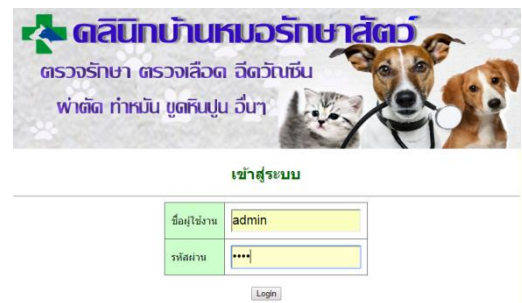 คลินิกบ้านหมอรักษาสัตว์
ตรวจรักษา ตรวจเลือด ฉีดวัคซีน
ผ่าตัด ทำหมัน ขูดหินปูน อื่นๆ
เข้าสู่ระบบ
ชื่อผู้ใช้งาน admin
รหัสผ่าน ••••
Login